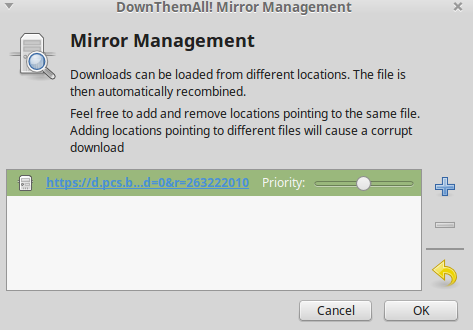 DownThemAll! Mirror Management
Mirror Management
Downloads can be loaded from different locations. The file is
then automatically recombined.
Feel free to add and remove locations pointing to the same file.
Adding locations pointing to different files will cause a corrupt
download
https://d.pcs.b...d=0&r=263222010 Priority:
Cancel OK